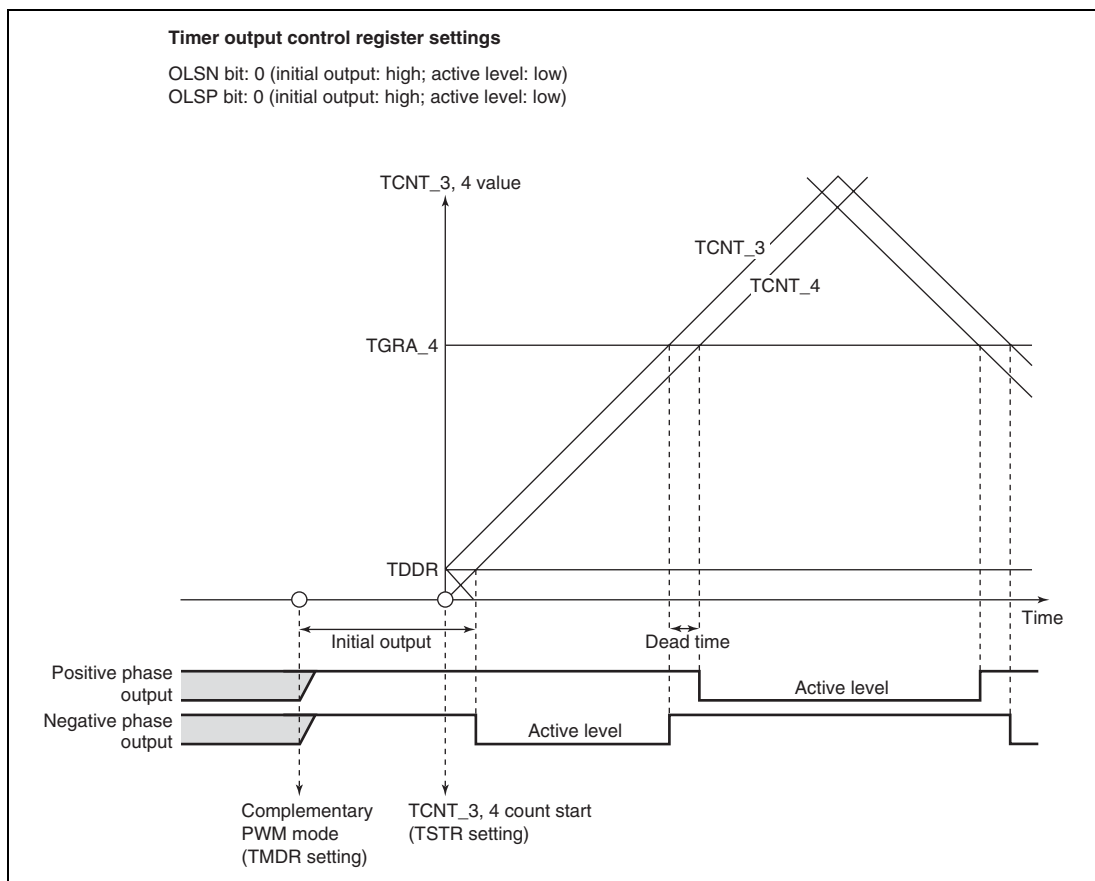 Timer output control register settings
OLSN bit: 0 (initial output: high; active level: low)
OLSP bit: 0 (initial output: high; active level: low)
TCNT_3, 4 value
TCNT_3
TCNT_4
TGRA_4
TDDR
Time
Initial output
Dead time
Positive phase
output
Active level
Negative phase
output
Active level
Complementary
PWM mode
(TMDR setting)
TCNT_3, 4 count start
(TSTR setting)